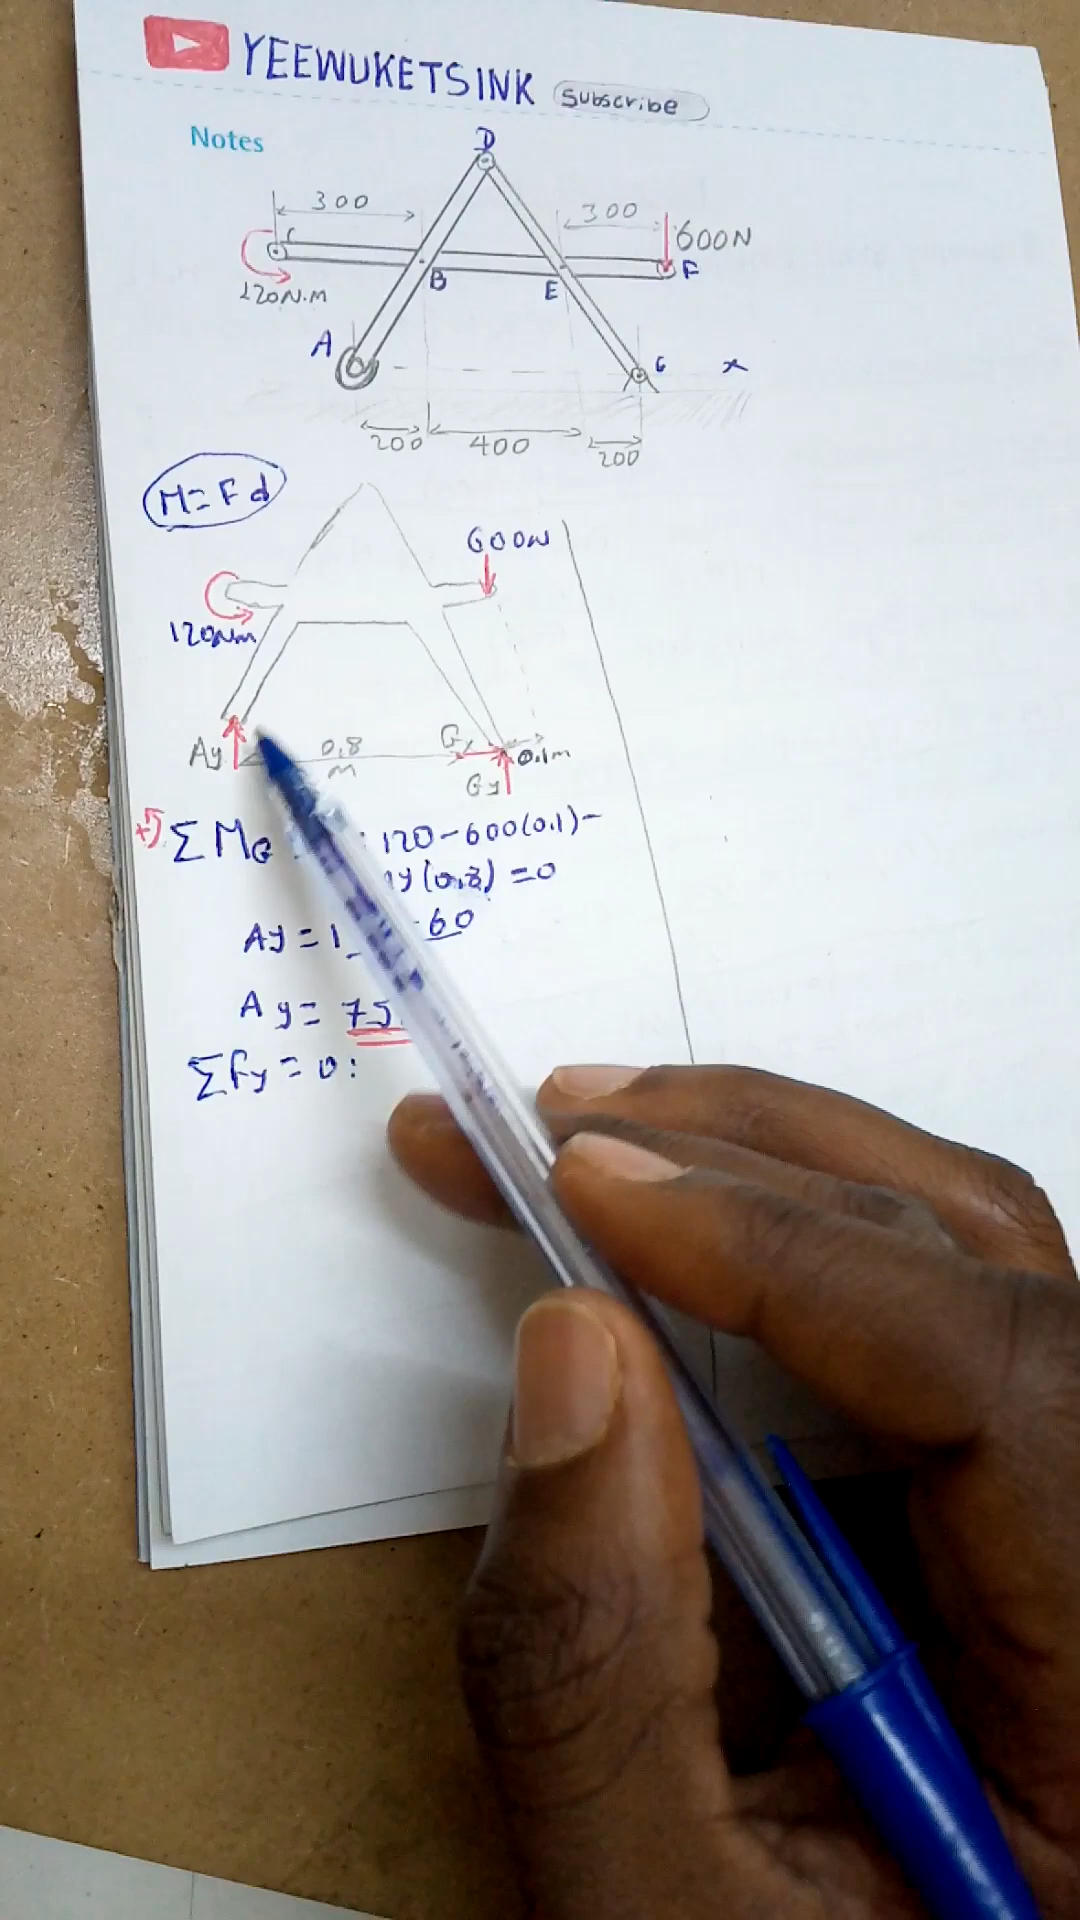 YEEWUKETSINK Subscribe
Notes
D
300
300
600N
C
F
B
E
120N.M
A
G
x
200
400
200
M=Fd
600N
120Nm
Ay
0,8
m
Gx
0.1m
Gy
+
ΣMG : 120-600(0.1)-
Ay(0,8) =0
Ay = 1 -60
Ay = 75
ΣFy = 0: